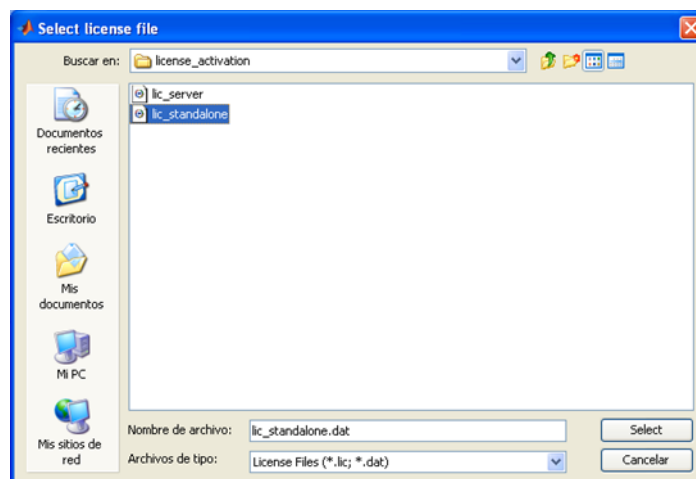 Select license file
Buscar en:
license_activation
lic_server
lic_standalone
Documentos
recientes
Escritorio
Mis
documentos
Mi PC
Mis sitios de
red
Nombre de archivo:
lic_standalone.dat
Select
Archivos de tipo:
License Files (*.lic; *.dat)
Cancelar